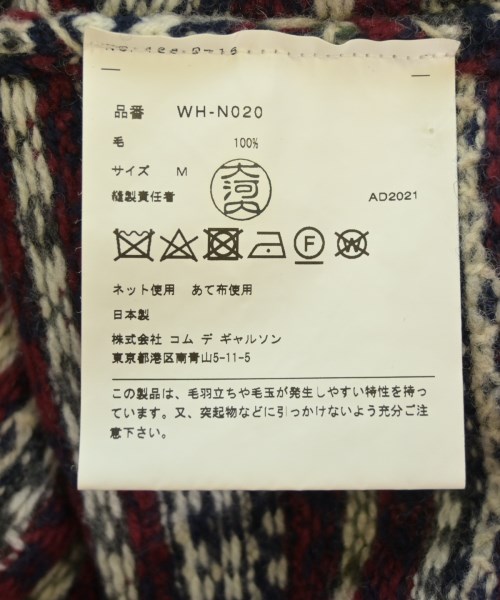 品番 WH-N020
毛 100%
サイズ M
大河内
縫製責任者 AD2021
F W
ネット使用 あて布使用
日本製
株式会社 コム デ ギャルソン
東京都港区南青山5-11-5
この製品は、毛羽立ちや毛玉が発生しやすい特性を持っ
ています。又、突起物などに引っかけないよう充分ご注
意下さい。